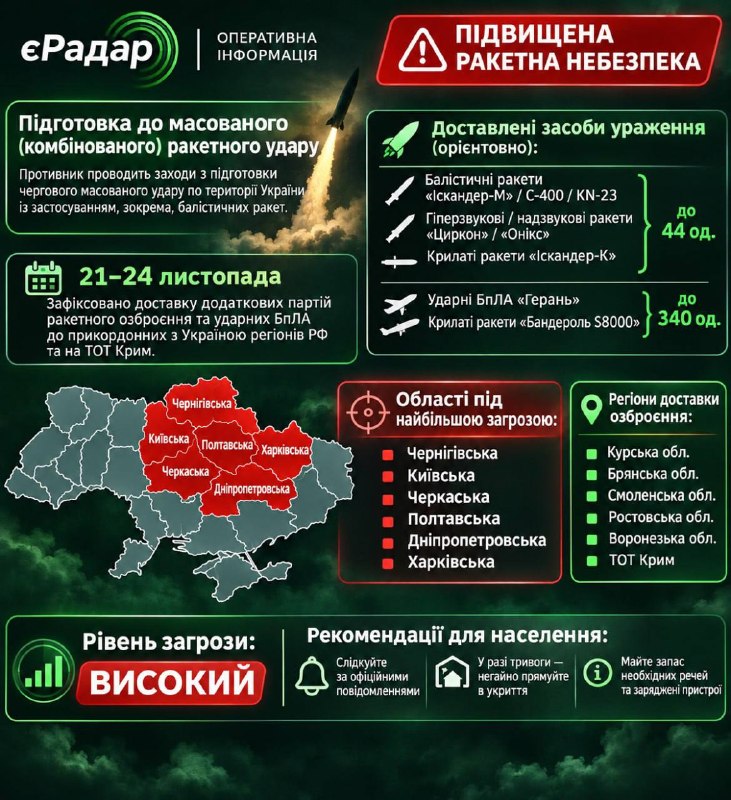 єРадар
ОПЕРАТИВНА
ІНФОРМАЦІЯ
ПІДВИЩЕНА
РАКЕТНА НЕБЕЗПЕКА
Підготовка до масованого
(комбінованого) ракетного удару
Противник проводить заходи з підготовки
чергового масованого удару по території України
із застосуванням, зокрема, балістичних ракет.
21–24 листопада
Зафіксовано доставку додаткових партій
ракетного озброєння та ударних БпЛА
до прикордонних з Україною регіонів РФ
та на ТОТ Крим.
Доставлені засоби ураження
(орієнтовно):
Балістичні ракети
«Іскандер-М» / С-400 / KN-23
Гіперзвукові / надзвукові ракети
«Циркон» / «Онікс»
Крилаті ракети «Іскандер-К»
до
44 од.
Ударні БпЛА «Герань»
Крилаті ракети «Бандероль S8000»
до
340 од.
Чернігівська
Київська
Полтавська
Харківська
Черкаська
Дніпропетровська
Області під
найбільшою загрозою:
Чернігівська
Київська
Черкаська
Полтавська
Дніпропетровська
Харківська
Регіони доставки
озброєння:
Курська обл.
Брянська обл.
Смоленська обл.
Ростовська обл.
Воронезька обл.
ТОТ Крим
Рівень загрози:
ВИСОКИЙ
Рекомендації для населення:
Слідкуйте
за офіційними
повідомленнями
У разі тривоги —
негайно прямуйте
в укриття
Майте запас
необхідних речей
та заряджені пристрої